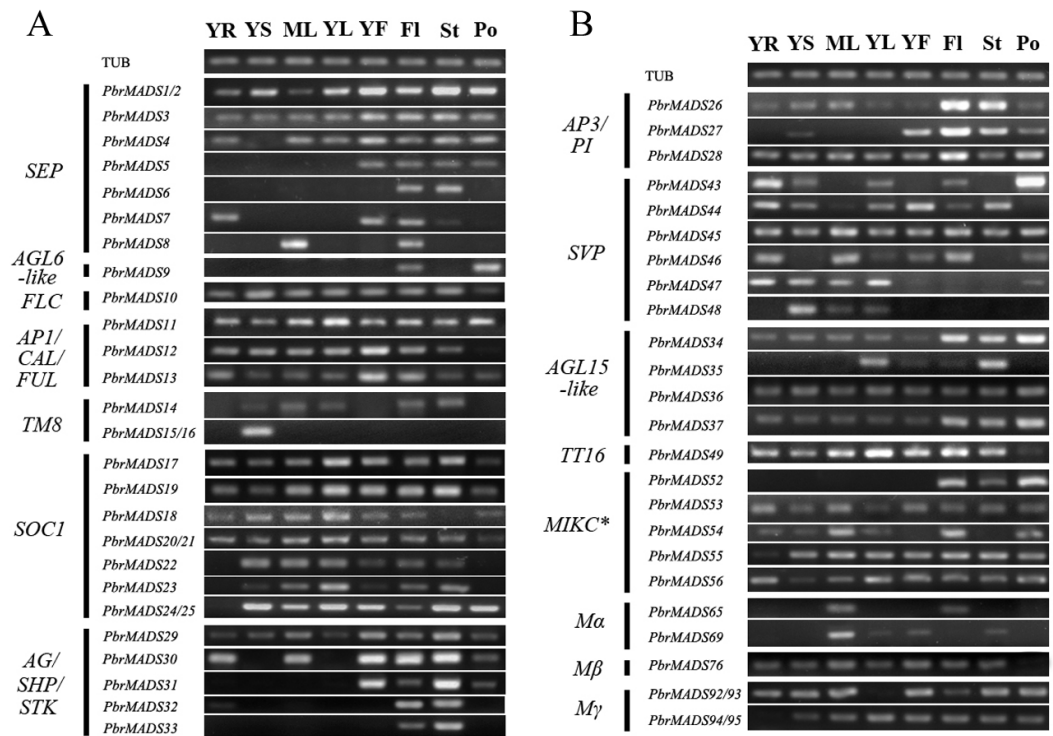 A
YR YS ML YL YF Fl St Po
TUB
SEP
PbrMADS1/2
PbrMADS3
PbrMADS4
PbrMADS5
PbrMADS6
PbrMADS7
PbrMADS8
AGL6
-like
PbrMADS9
FLC
PbrMADS10
AP1/
CAL/
FUL
PbrMADS11
PbrMADS12
PbrMADS13
TM8
PbrMADS14
PbrMADS15/16
SOC1
PbrMADS17
PbrMADS19
PbrMADS18
PbrMADS20/21
PbrMADS22
PbrMADS23
PbrMADS24/25
AG/
SHP/
STK
PbrMADS29
PbrMADS30
PbrMADS31
PbrMADS32
PbrMADS33
B
YR YS ML YL YF Fl St Po
TUB
AP3/
PI
PbrMADS26
PbrMADS27
PbrMADS28
SVP
PbrMADS43
PbrMADS44
PbrMADS45
PbrMADS46
PbrMADS47
PbrMADS48
AGL15
-like
PbrMADS34
PbrMADS35
PbrMADS36
PbrMADS37
TT16
PbrMADS49
MIKC*
PbrMADS52
PbrMADS53
PbrMADS54
PbrMADS55
PbrMADS56
Mα
PbrMADS65
PbrMADS69
Mβ
PbrMADS76
Mγ
PbrMADS92/93
PbrMADS94/95